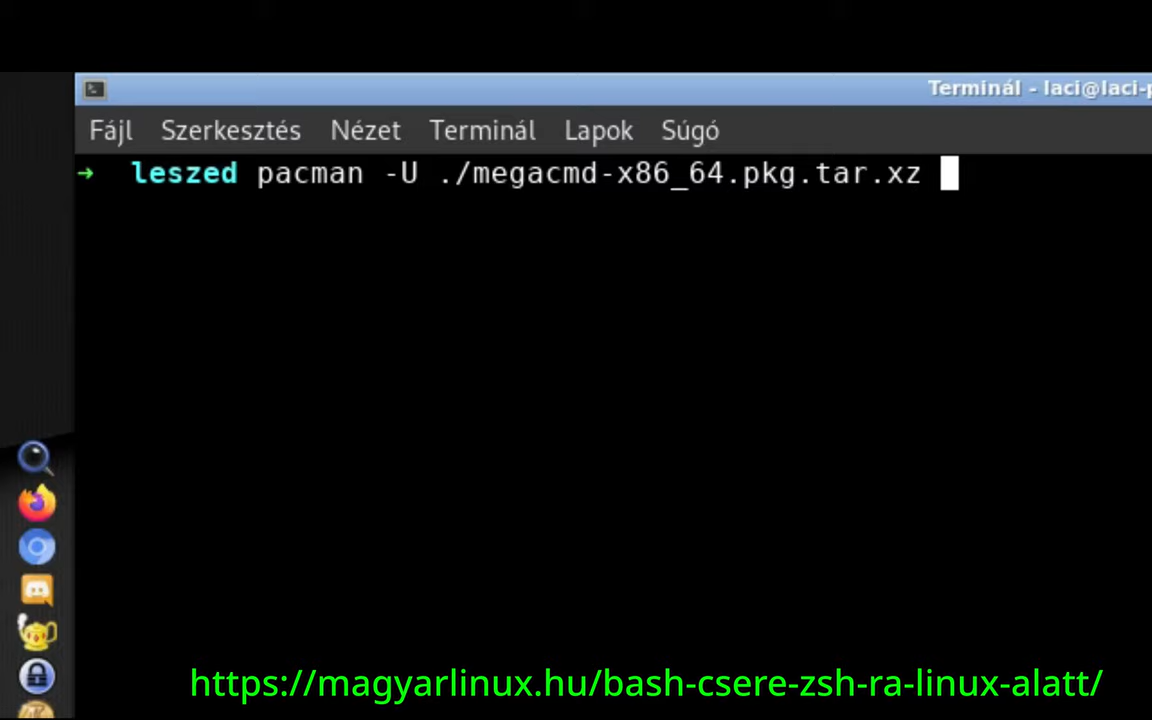 Terminál - laci@laci-
Fájl Szerkesztés Nézet Terminál Lapok Súgó
➜ leszed pacman -U ./megacmd-x86_64.pkg.tar.xz
https://magyarlinux.hu/bash-csere-zsh-ra-linux-alatt/